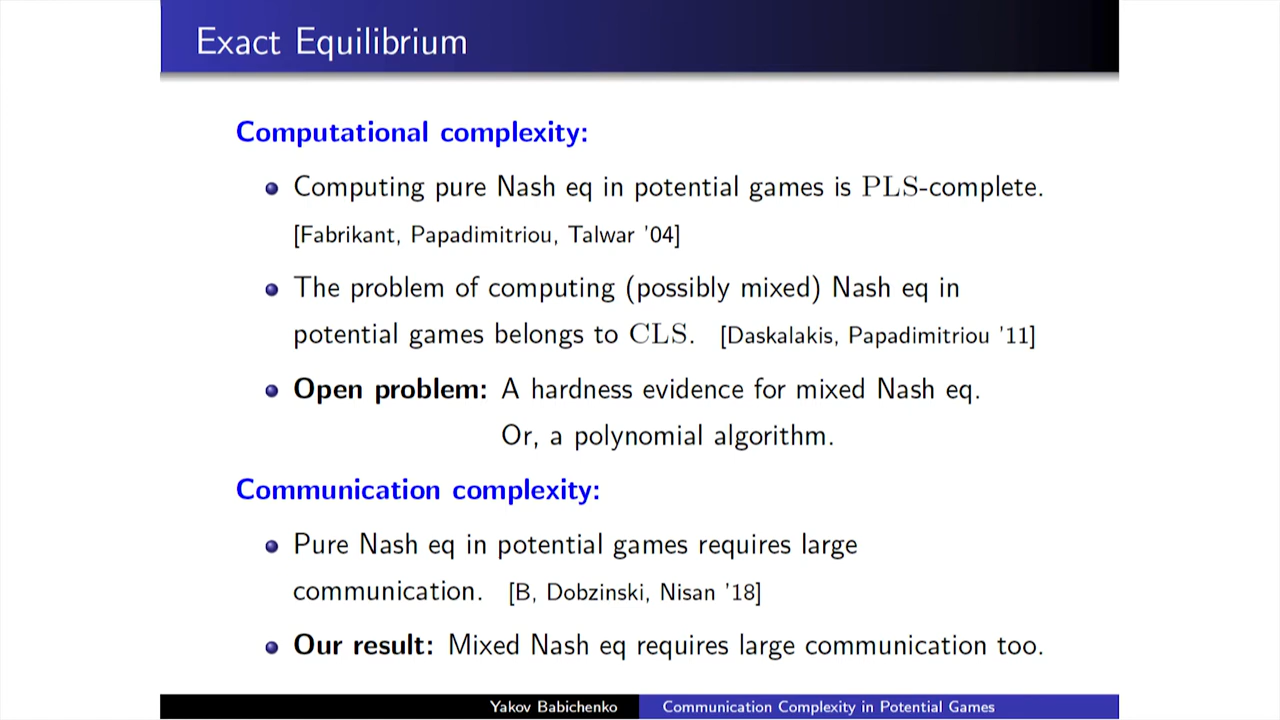 Exact Equilibrium
Computational complexity:
Computing pure Nash eq in potential games is PLS-complete.
[Fabrikant, Papadimitriou, Talwar '04]
The problem of computing (possibly mixed) Nash eq in
potential games belongs to CLS. [Daskalakis, Papadimitriou '11]
Open problem: A hardness evidence for mixed Nash eq.
Or, a polynomial algorithm.
Communication complexity:
Pure Nash eq in potential games requires large
communication. [B, Dobzinski, Nisan '18]
Our result: Mixed Nash eq requires large communication too.
Yakov Babichenko Communication Complexity in Potential Games